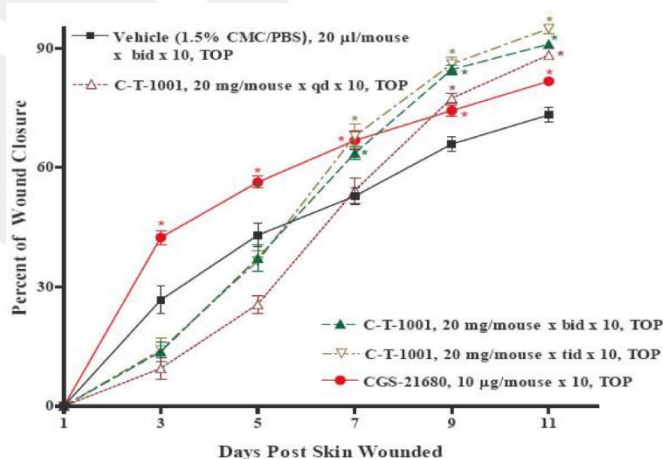 Vehicle (1.5% CMC/PBS), 20 µl/mouse
x bid x 10, TOP
C-T-1001, 20 mg/mouse x qd x 10, TOP
90
60
30
0
Percent of Wound Closure
C-T-1001, 20 mg/mouse x bid x 10, TOP
C-T-1001, 20 mg/mouse x tid x 10, TOP
CGS-21680, 10 µg/mouse x 10, TOP
1 3 5 7 9 11
Days Post Skin Wounded